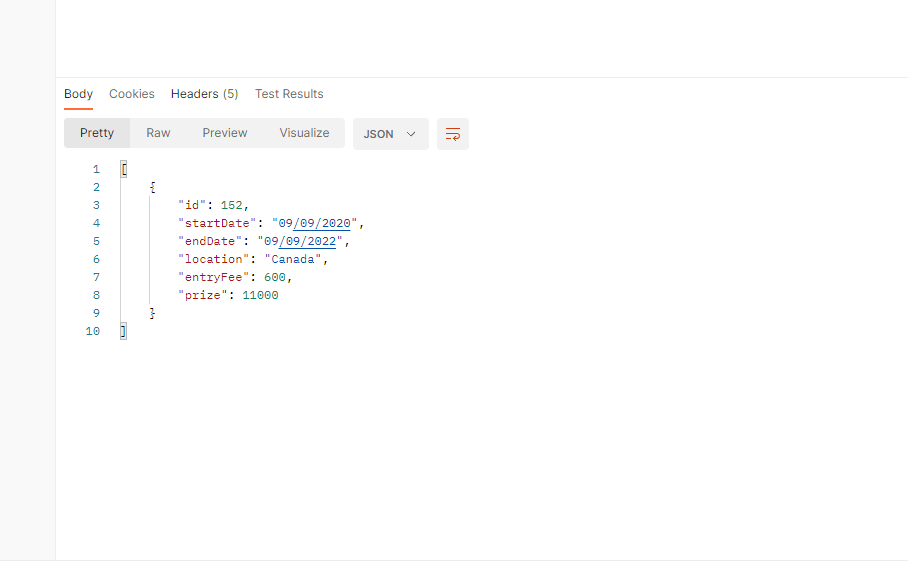 Body Cookies Headers (5) Test Results
Pretty Raw Preview Visualize JSON
1 [
2 {
3 "id": 152,
4 "startDate": "09/09/2020",
5 "endDate": "09/09/2022",
6 "location": "Canada",
7 "entryFee": 600,
8 "prize": 11000
9 }
10 ]